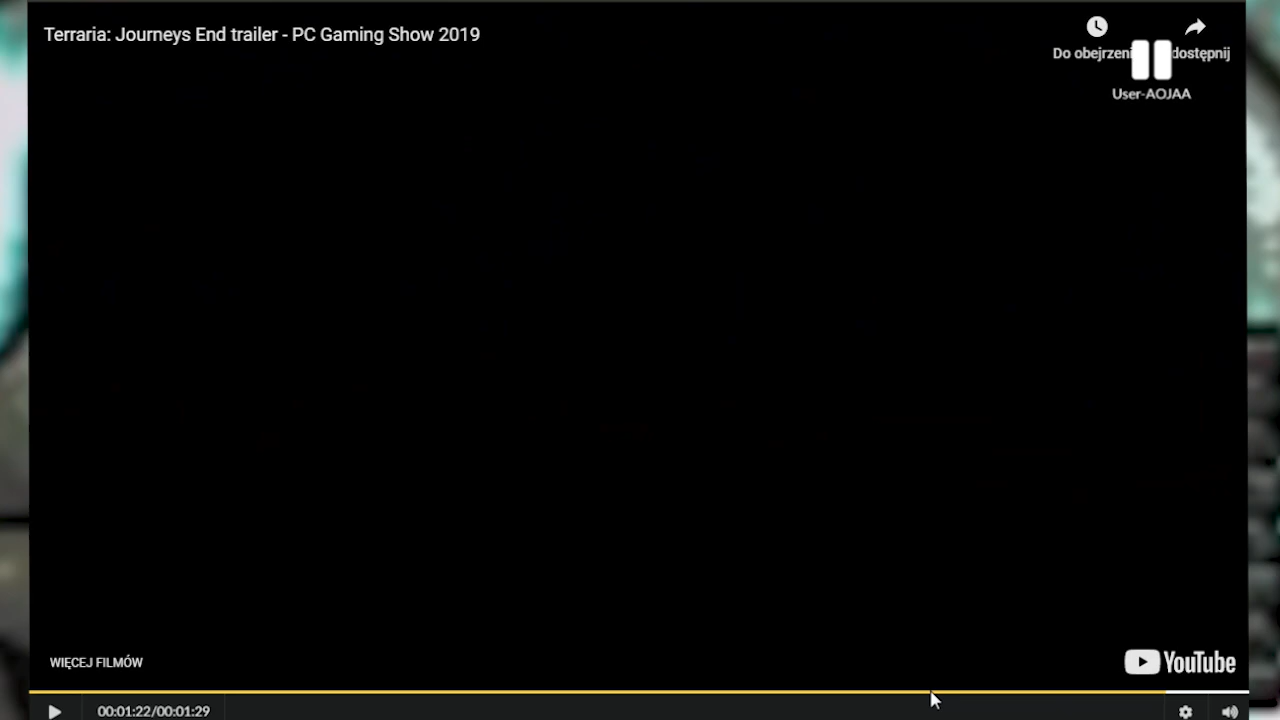 Terraria: Journeys End trailer - PC Gaming Show 2019
Do obejrzeni
dostępnij
User-AOJAA
WIĘCEJ FILMÓW
YouTube
00:01:22/00:01:29